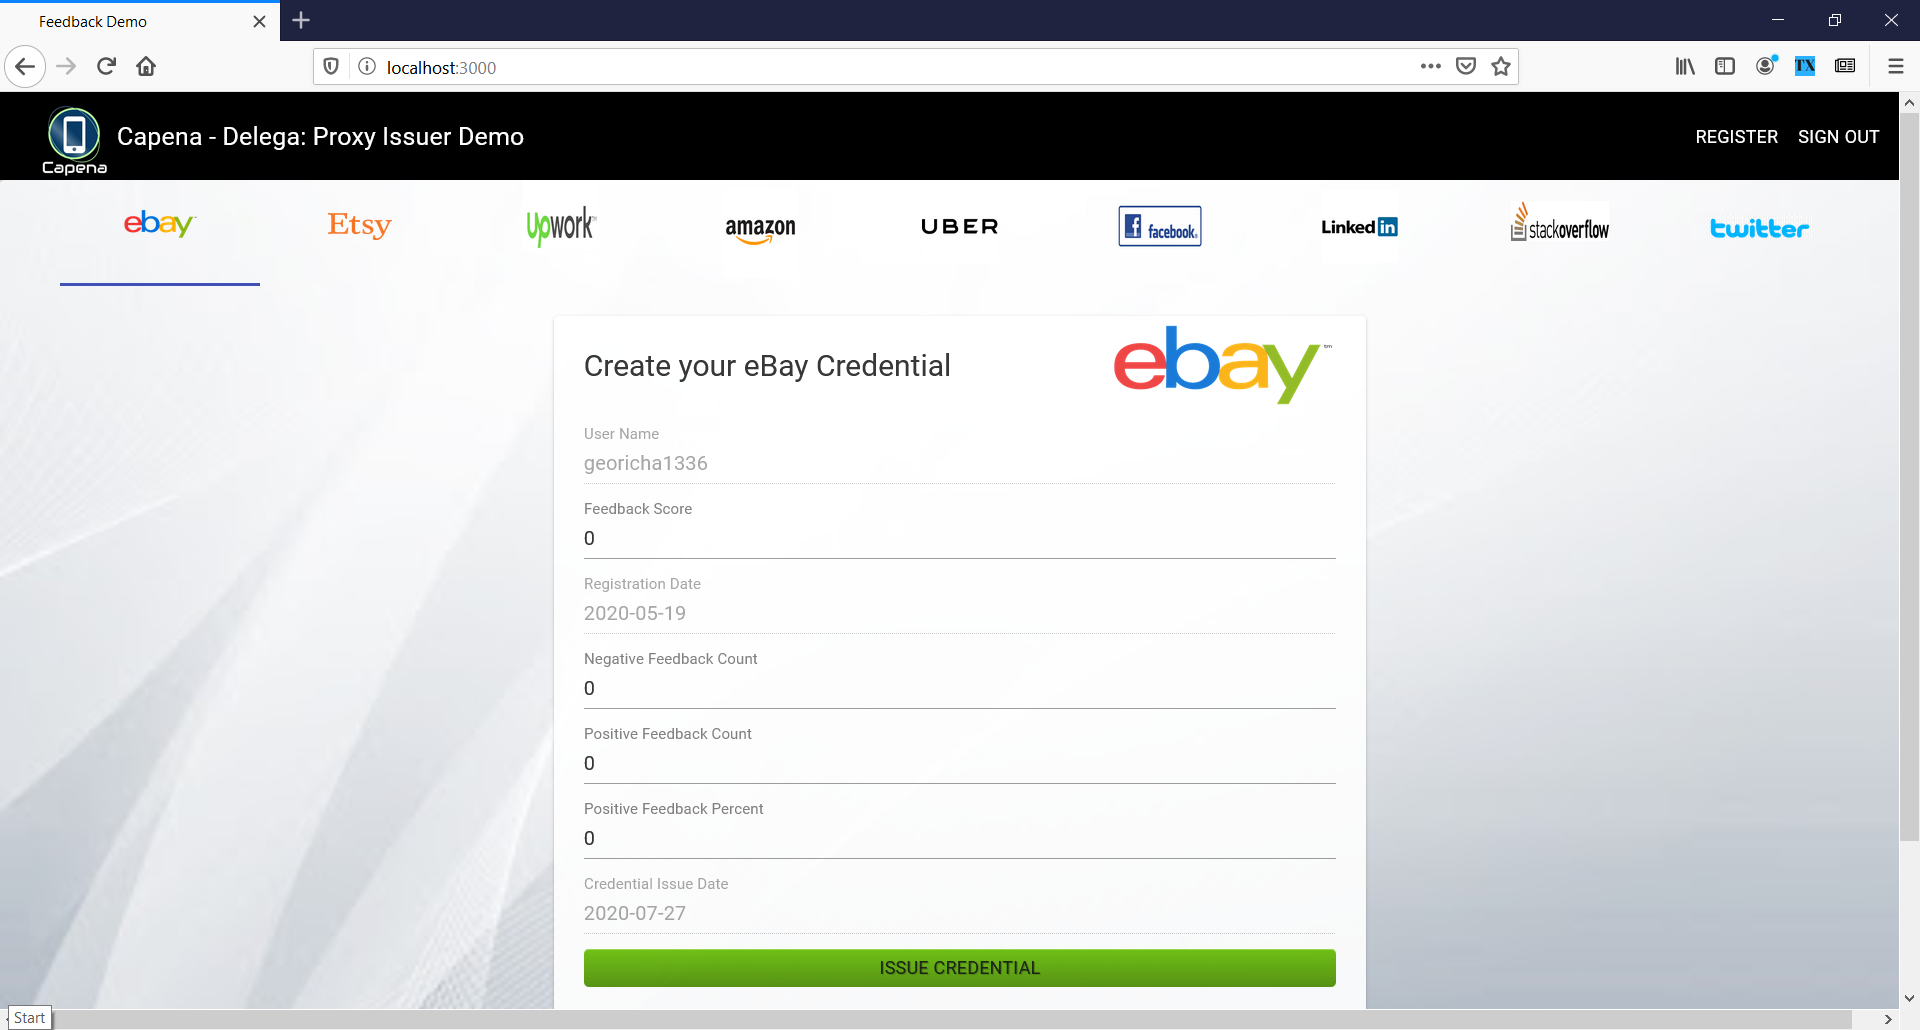 Feedback Demo
localhost:3000
TX
Capena
Capena - Delega: Proxy Issuer Demo
REGISTER
SIGN OUT
ebay™
Etsy
Upwork™
amazon
UBER
facebook.
Linked in
stackoverflow
twitter
Create your eBay Credential
ebay™
User Name
georicha1336
Feedback Score
0
Registration Date
2020-05-19
Negative Feedback Count
0
Positive Feedback Count
0
Positive Feedback Percent
0
Credential Issue Date
2020-07-27
ISSUE CREDENTIAL
Start